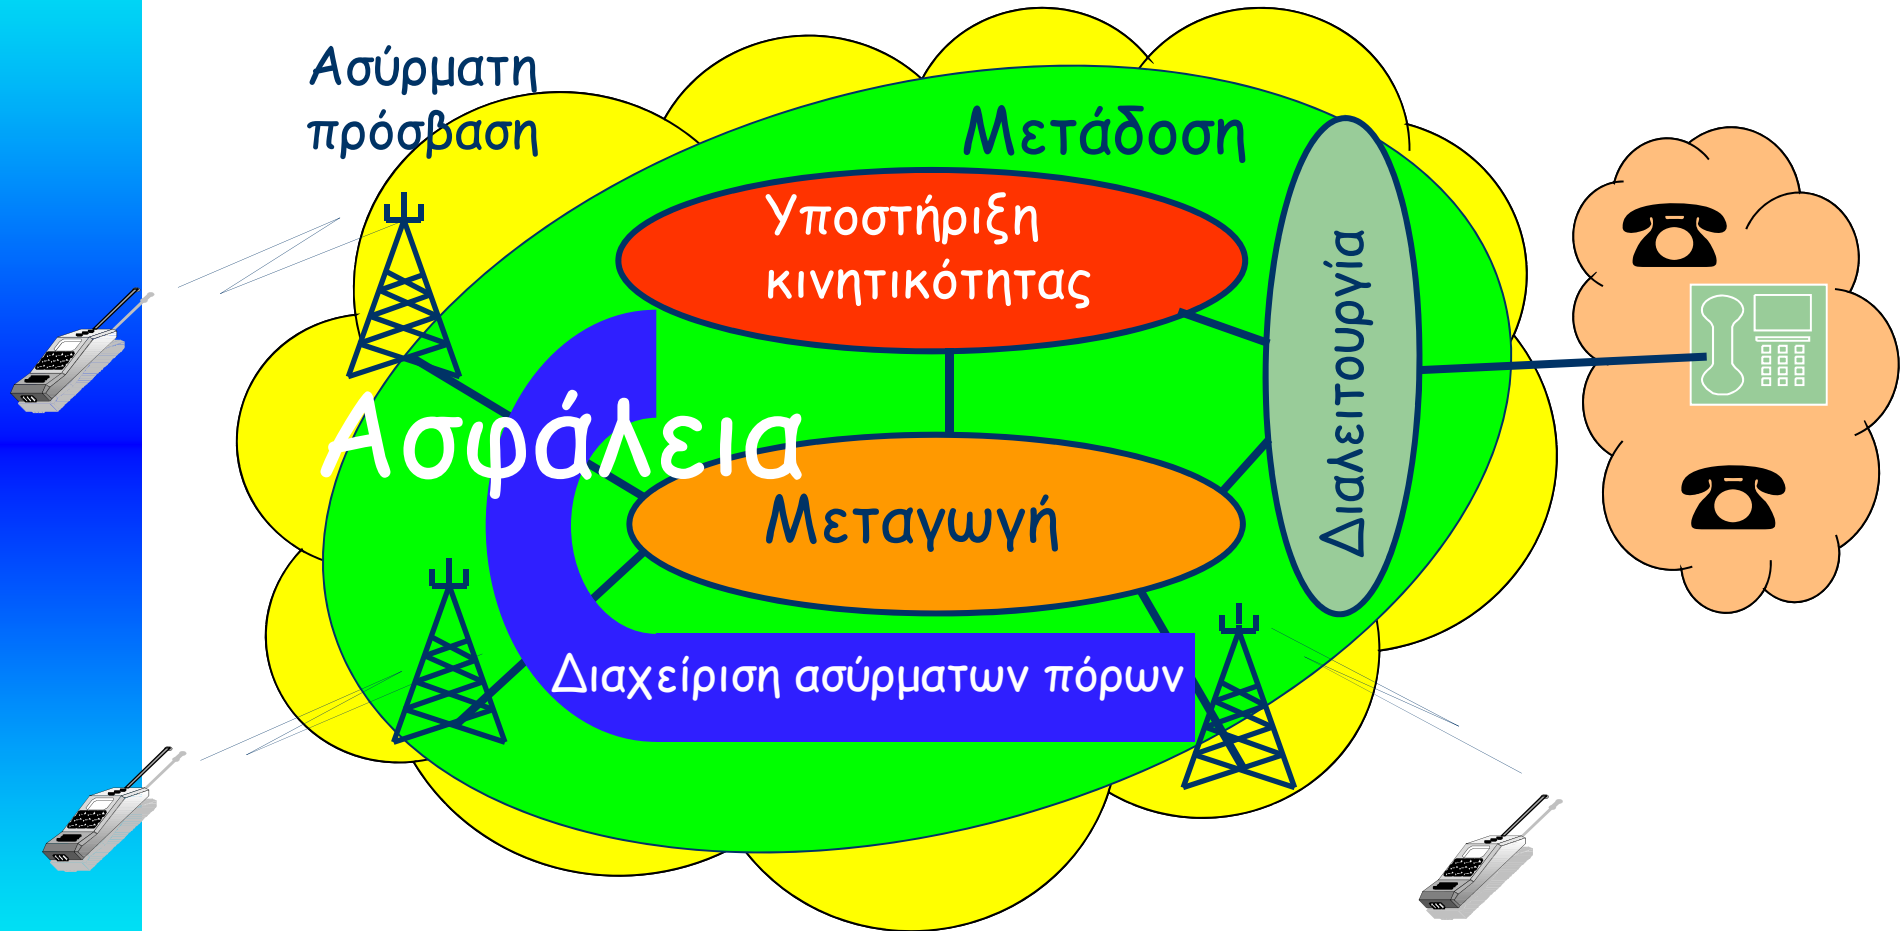 Ασύρματη
πρόσβαση
Μετάδοση
Υποστήριξη
κινητικότητας
Διαλειτουργία
Ασφάλεια
Μεταγωγή
Διαχείριση ασύρματων πόρων